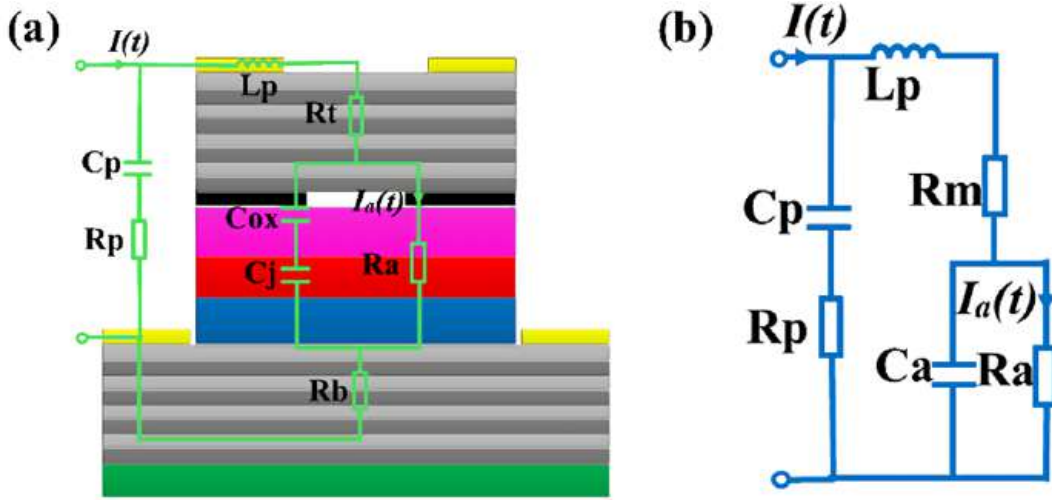 (a)
I(t)
Lp
Rt
Cp
Cox
Ia(t)
Rp
Cj
Ra
Rb
(b)
I(t)
Lp
Cp
Rm
Rp
Ia(t)
Ca
Ra